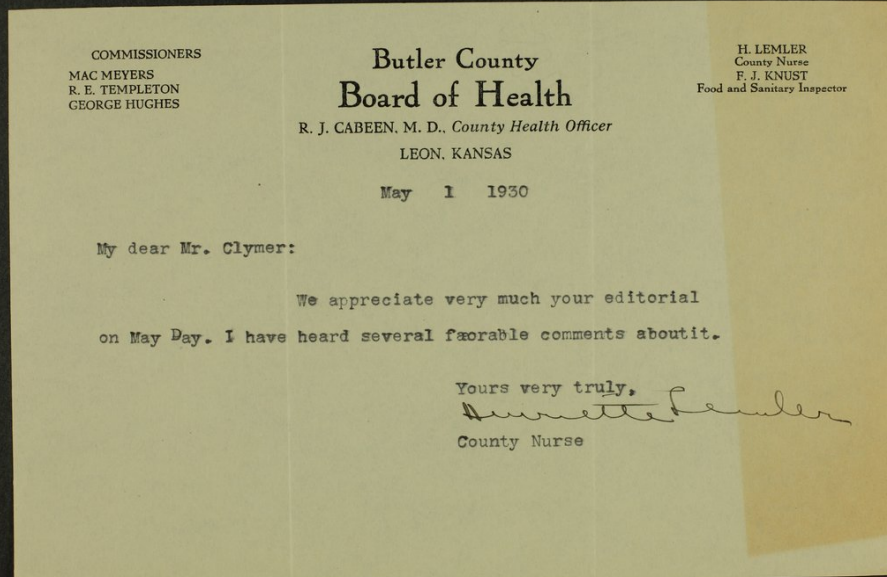 COMMISSIONERS
MAC MEYERS
R. E. TEMPLETON
GEORGE HUGHES
Butler County
Board of Health
R. J. CABEEN, M. D., County Health Officer
LEON, KANSAS
H. LEMLER
County Nurse
F. J. KNUST
Food and Sanitary Inspector
May 1 1930
My dear Mr. Clymer:
We appreciate very much your editorial
on May Day. I have heard several faorable comments aboutit.
Yours very truly,
Henriette Lemler
County Nurse